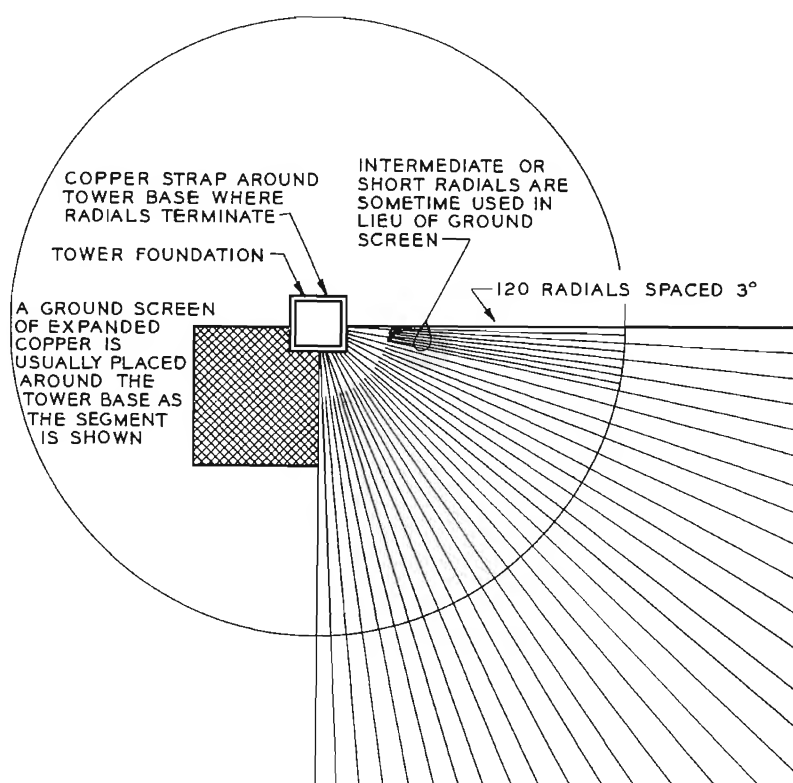 COPPER STRAP AROUND
TOWER BASE WHERE
RADIALS TERMINATE
TOWER FOUNDATION
INTERMEDIATE OR
SHORT RADIALS ARE
SOMETIME USED IN
LIEU OF GROUND
SCREEN
120 RADIALS SPACED 3°
A GROUND SCREEN
OF EXPANDED
COPPER IS
USUALLY PLACED
AROUND THE
TOWER BASE AS
THE SEGMENT
IS SHOWN